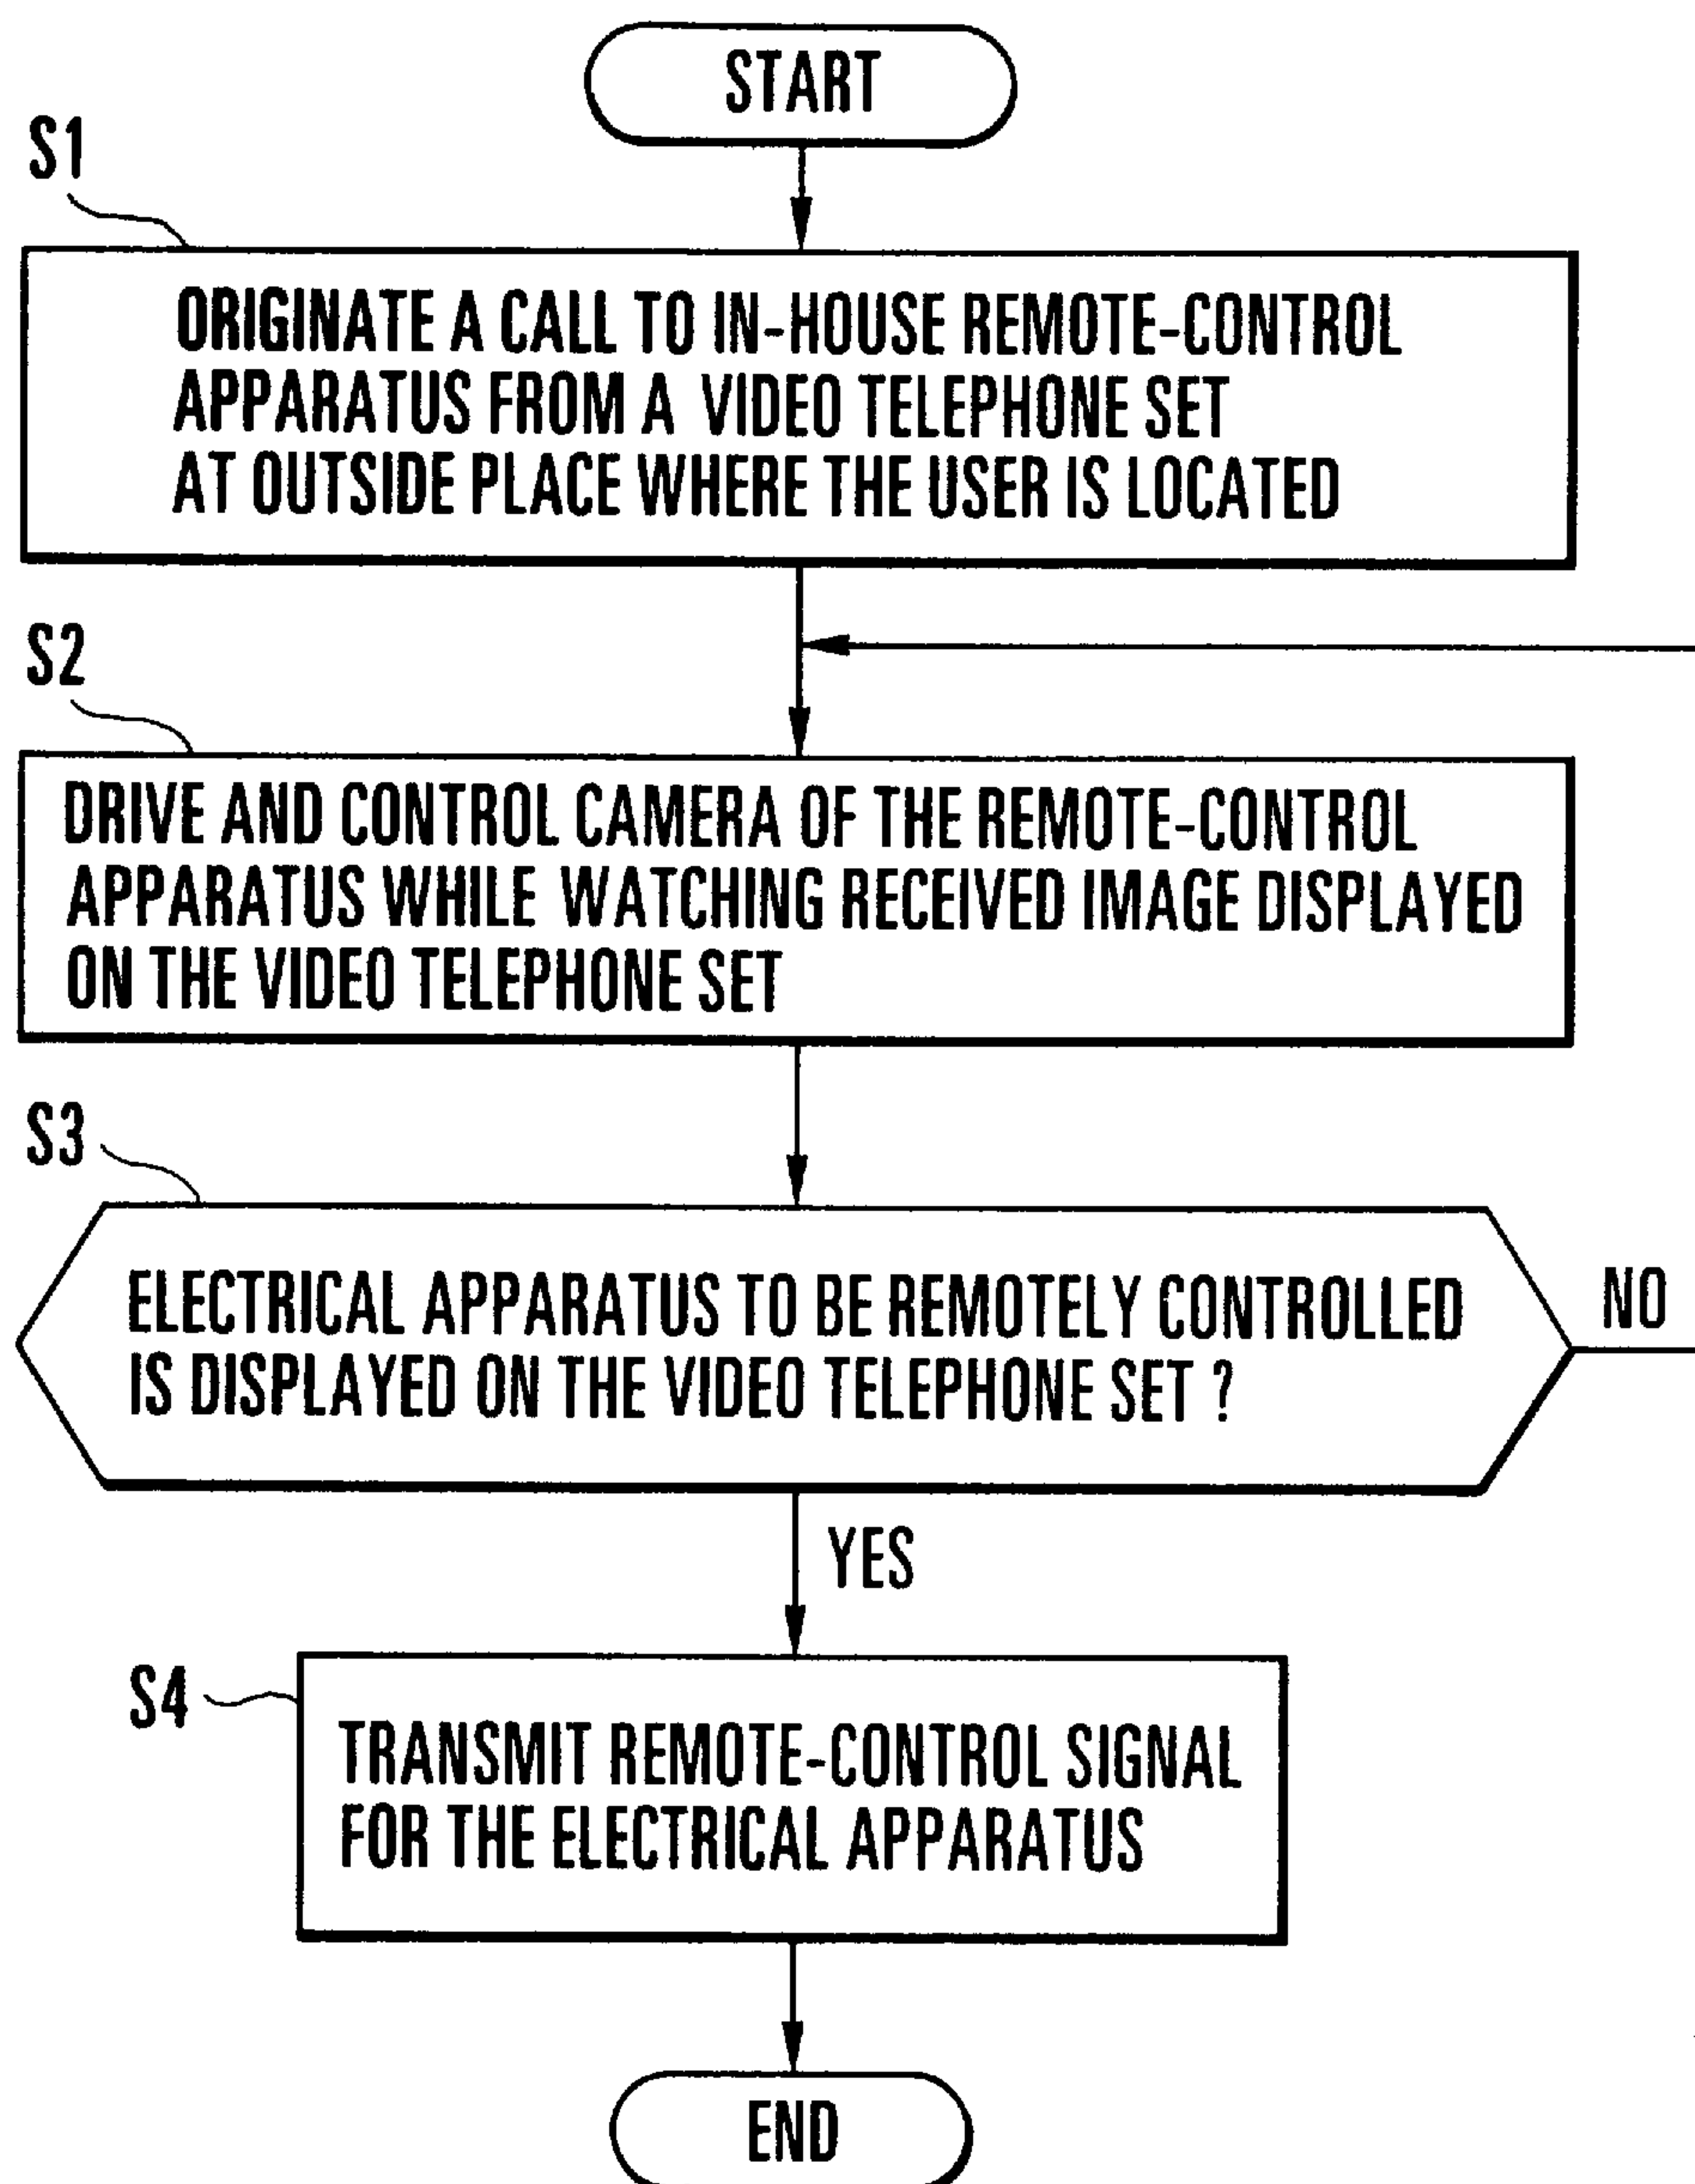 START
S1
ORIGINATE A CALL TO IN-HOUSE REMOTE-CONTROL
APPARATUS FROM A VIDEO TELEPHONE SET
AT OUTSIDE PLACE WHERE THE USER IS LOCATED
S2
DRIVE AND CONTROL CAMERA OF THE REMOTE-CONTROL
APPARATUS WHILE WATCHING RECEIVED IMAGE DISPLAYED
ON THE VIDEO TELEPHONE SET
S3
ELECTRICAL APPARATUS TO BE REMOTELY CONTROLLED
IS DISPLAYED ON THE VIDEO TELEPHONE SET ?
NO
YES
S4
TRANSMIT REMOTE-CONTROL SIGNAL
FOR THE ELECTRICAL APPARATUS
END